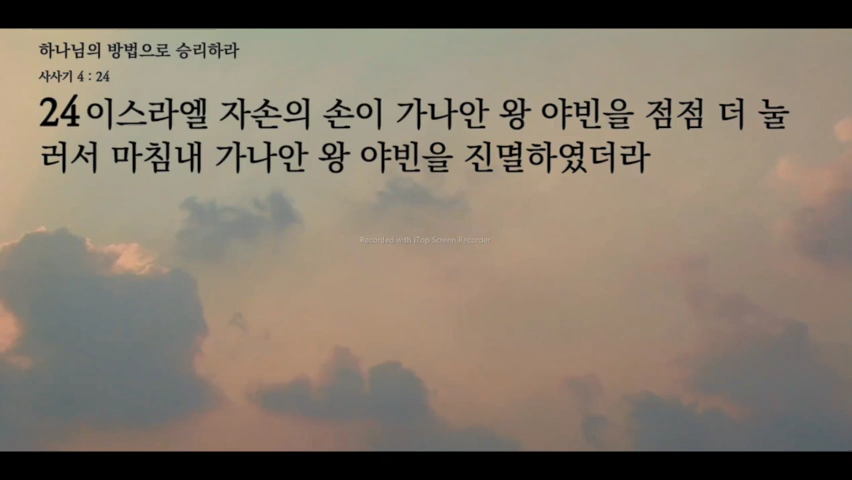 하나님의 방법으로 승리하라
사사기 4 : 24
24 이스라엘 자손의 손이 가나안 왕 야빈을 점점 더 눌
러서 마침내 가나안 왕 야빈을 진멸하였더라
Recorded with iTop Screen Recorder